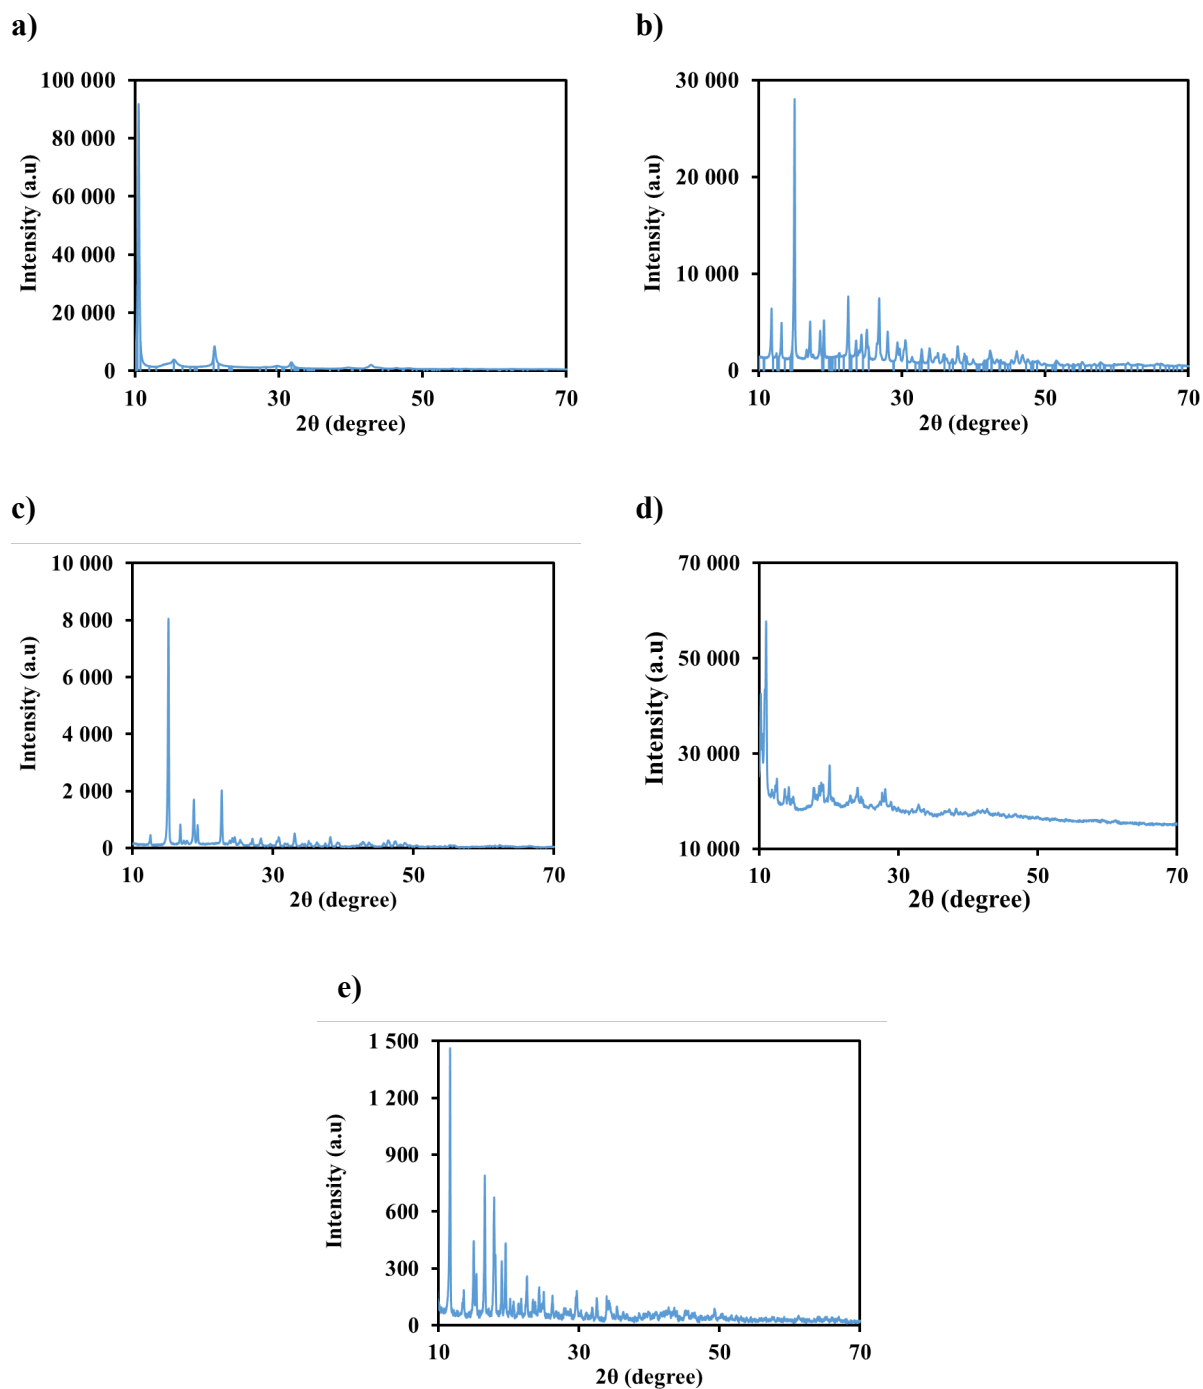 a)
100 000
80 000
60 000
40 000
20 000
0
Intensity (a.u)
10 30 50 70
2θ (degree)
b)
30 000
20 000
10 000
0
Intensity (a.u)
10 30 50 70
2θ (degree)
c)
10 000
8 000
6 000
4 000
2 000
0
Intensity (a.u)
10 30 50 70
2θ (degree)
d)
70 000
50 000
30 000
10 000
Intensity (a.u)
10 30 50 70
2θ (degree)
e)
1 500
1 200
900
600
300
0
Intensity (a.u)
10 30 50 70
2θ (degree)